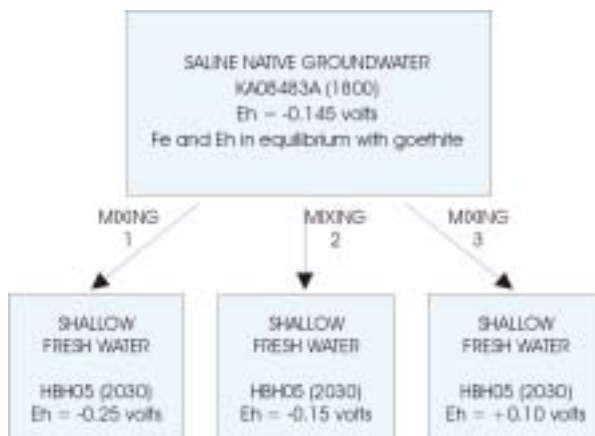 SALINE NATIVE GROUNDWATER
KA08483A (1800)
Eh = -0.145 volts
Fe and Eh in equilibrium with goethite
MIXING
1
MIXING
2
MIXING
3
SHALLOW
FRESH WATER
HBH05 (2030)
Eh = -0.25 volts
SHALLOW
FRESH WATER
HBH05 (2030)
Eh = -0.15 volts
SHALLOW
FRESH WATER
HBH05 (2030)
Eh = +0.10 volts